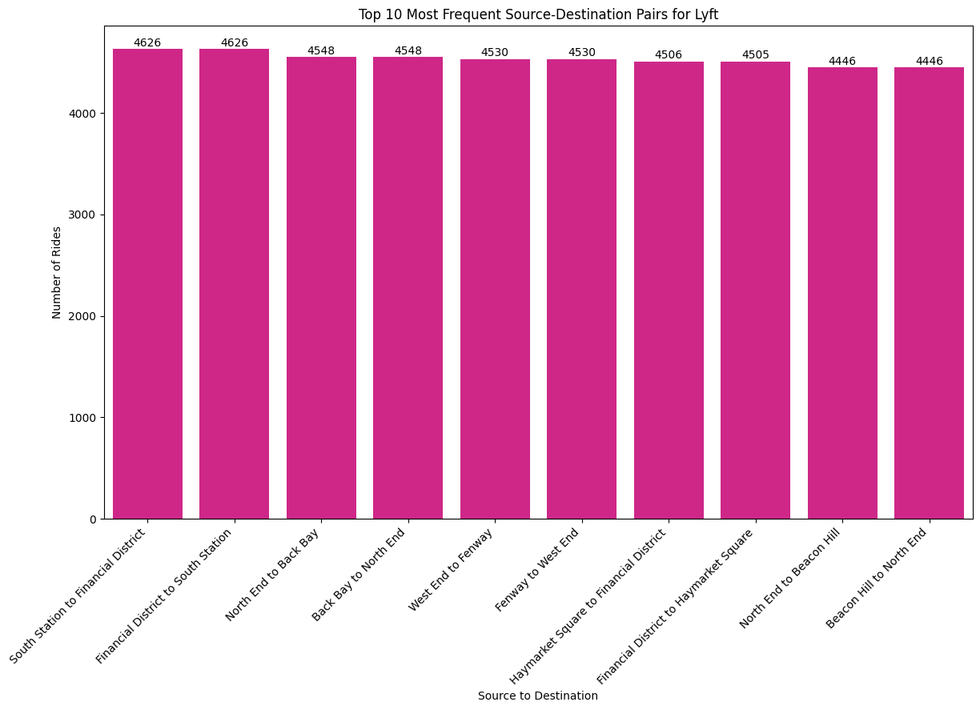 Top 10 Most Frequent Source-Destination Pairs for Lyft
4626
4626
4548
4548
4530
4530
4506
4505
4446
4446
4000
3000
2000
1000
0
Number of Rides
South Station to Financial District
Financial District to South Station
North End to Back Bay
Back Bay to North End
West End to Fenway
Fenway to West End
Haymarket Square to Financial District
Financial District to Haymarket Square
North End to Beacon Hill
Beacon Hill to North End
Source to Destination